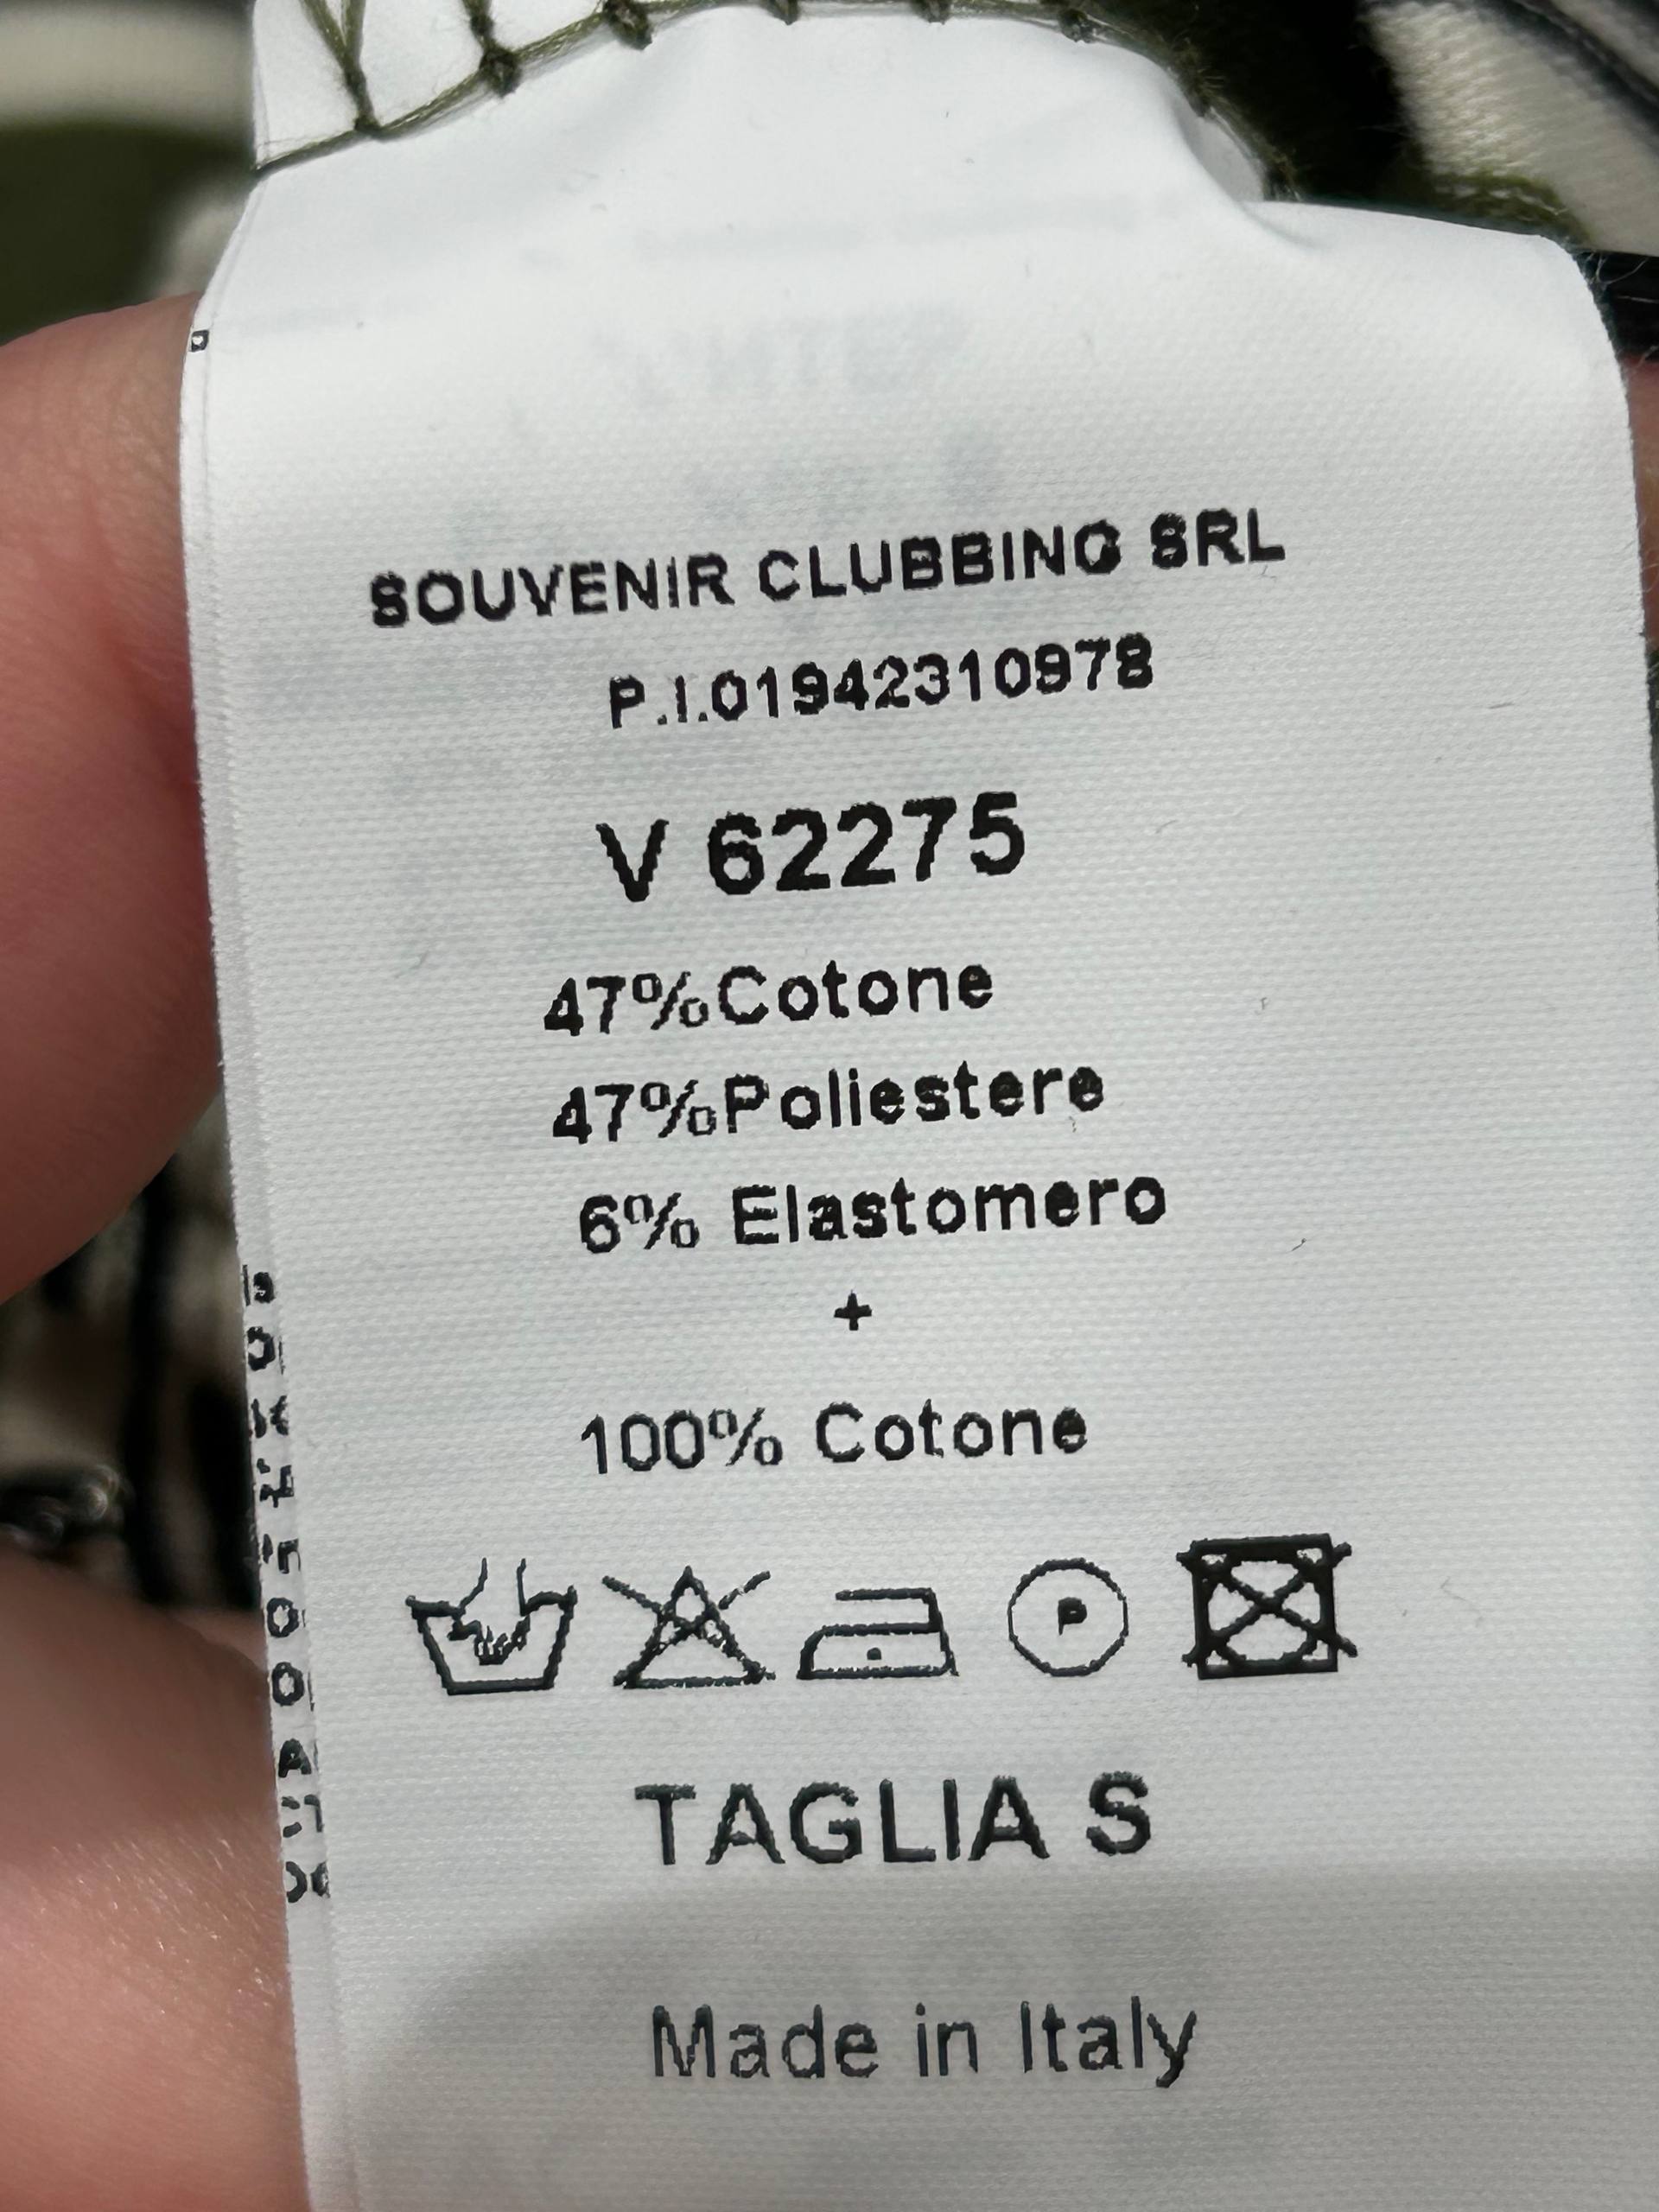 SOUVENIR CLUBBING SRL
P.I.01942310978
V 62275
47%Cotone
47%Poliestere
6% Elastomero
+
100% Cotone
P
TAGLIA S
Made in Italy